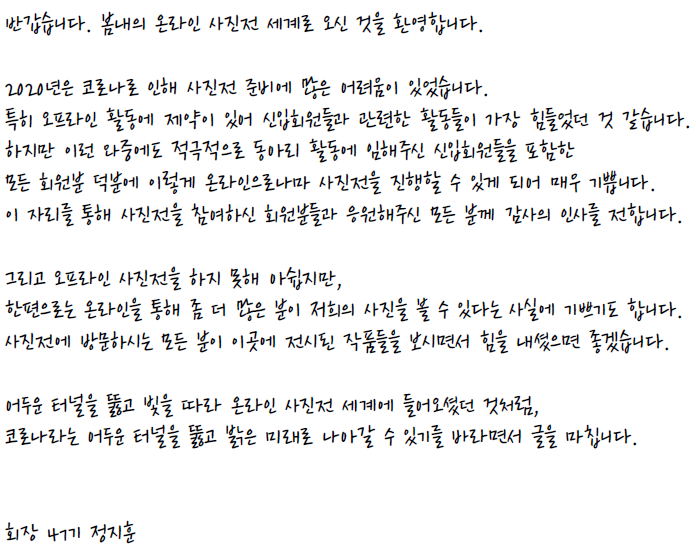 반갑습니다. 봄내의 온라인 사진전 세계로 오신 것을 환영합니다.
2020년은 코로나로 인해 사진전 준비에 많은 어려움이 있었습니다.
특히 오프라인 활동에 제약이 있어 신입회원들과 관련한 활동들이 가장 힘들었던 것 같습니다.
하지만 이런 와중에도 적극적으로 동아리 활동에 임해주신 신입회원들을 포함한
모든 회원분 덕분에 이렇게 온라인으로나마 사진전을 진행할 수 있게 되어 매우 기쁩니다.
이 자리를 통해 사진전을 참여하신 회원분들과 응원해주신 모든 분께 감사의 인사를 전합니다.
그리고 오프라인 사진전을 하지 못해 아쉽지만,
한편으로는 온라인을 통해 좀 더 많은 분이 저희의 사진을 볼 수 있다는 사실에 기쁘기도 합니다.
사진전에 방문하시는 모든 분이 이곳에 전시된 작품들을 보시면서 힘을 내셨으면 좋겠습니다.
어두운 터널을 뚫고 빛을 따라 온라인 사진전 세계에 들어오셨던 것처럼,
코로나라는 어두운 터널을 뚫고 밝은 미래로 나아갈 수 있기를 바라면서 글을 마칩니다.
회장 47기 정지훈